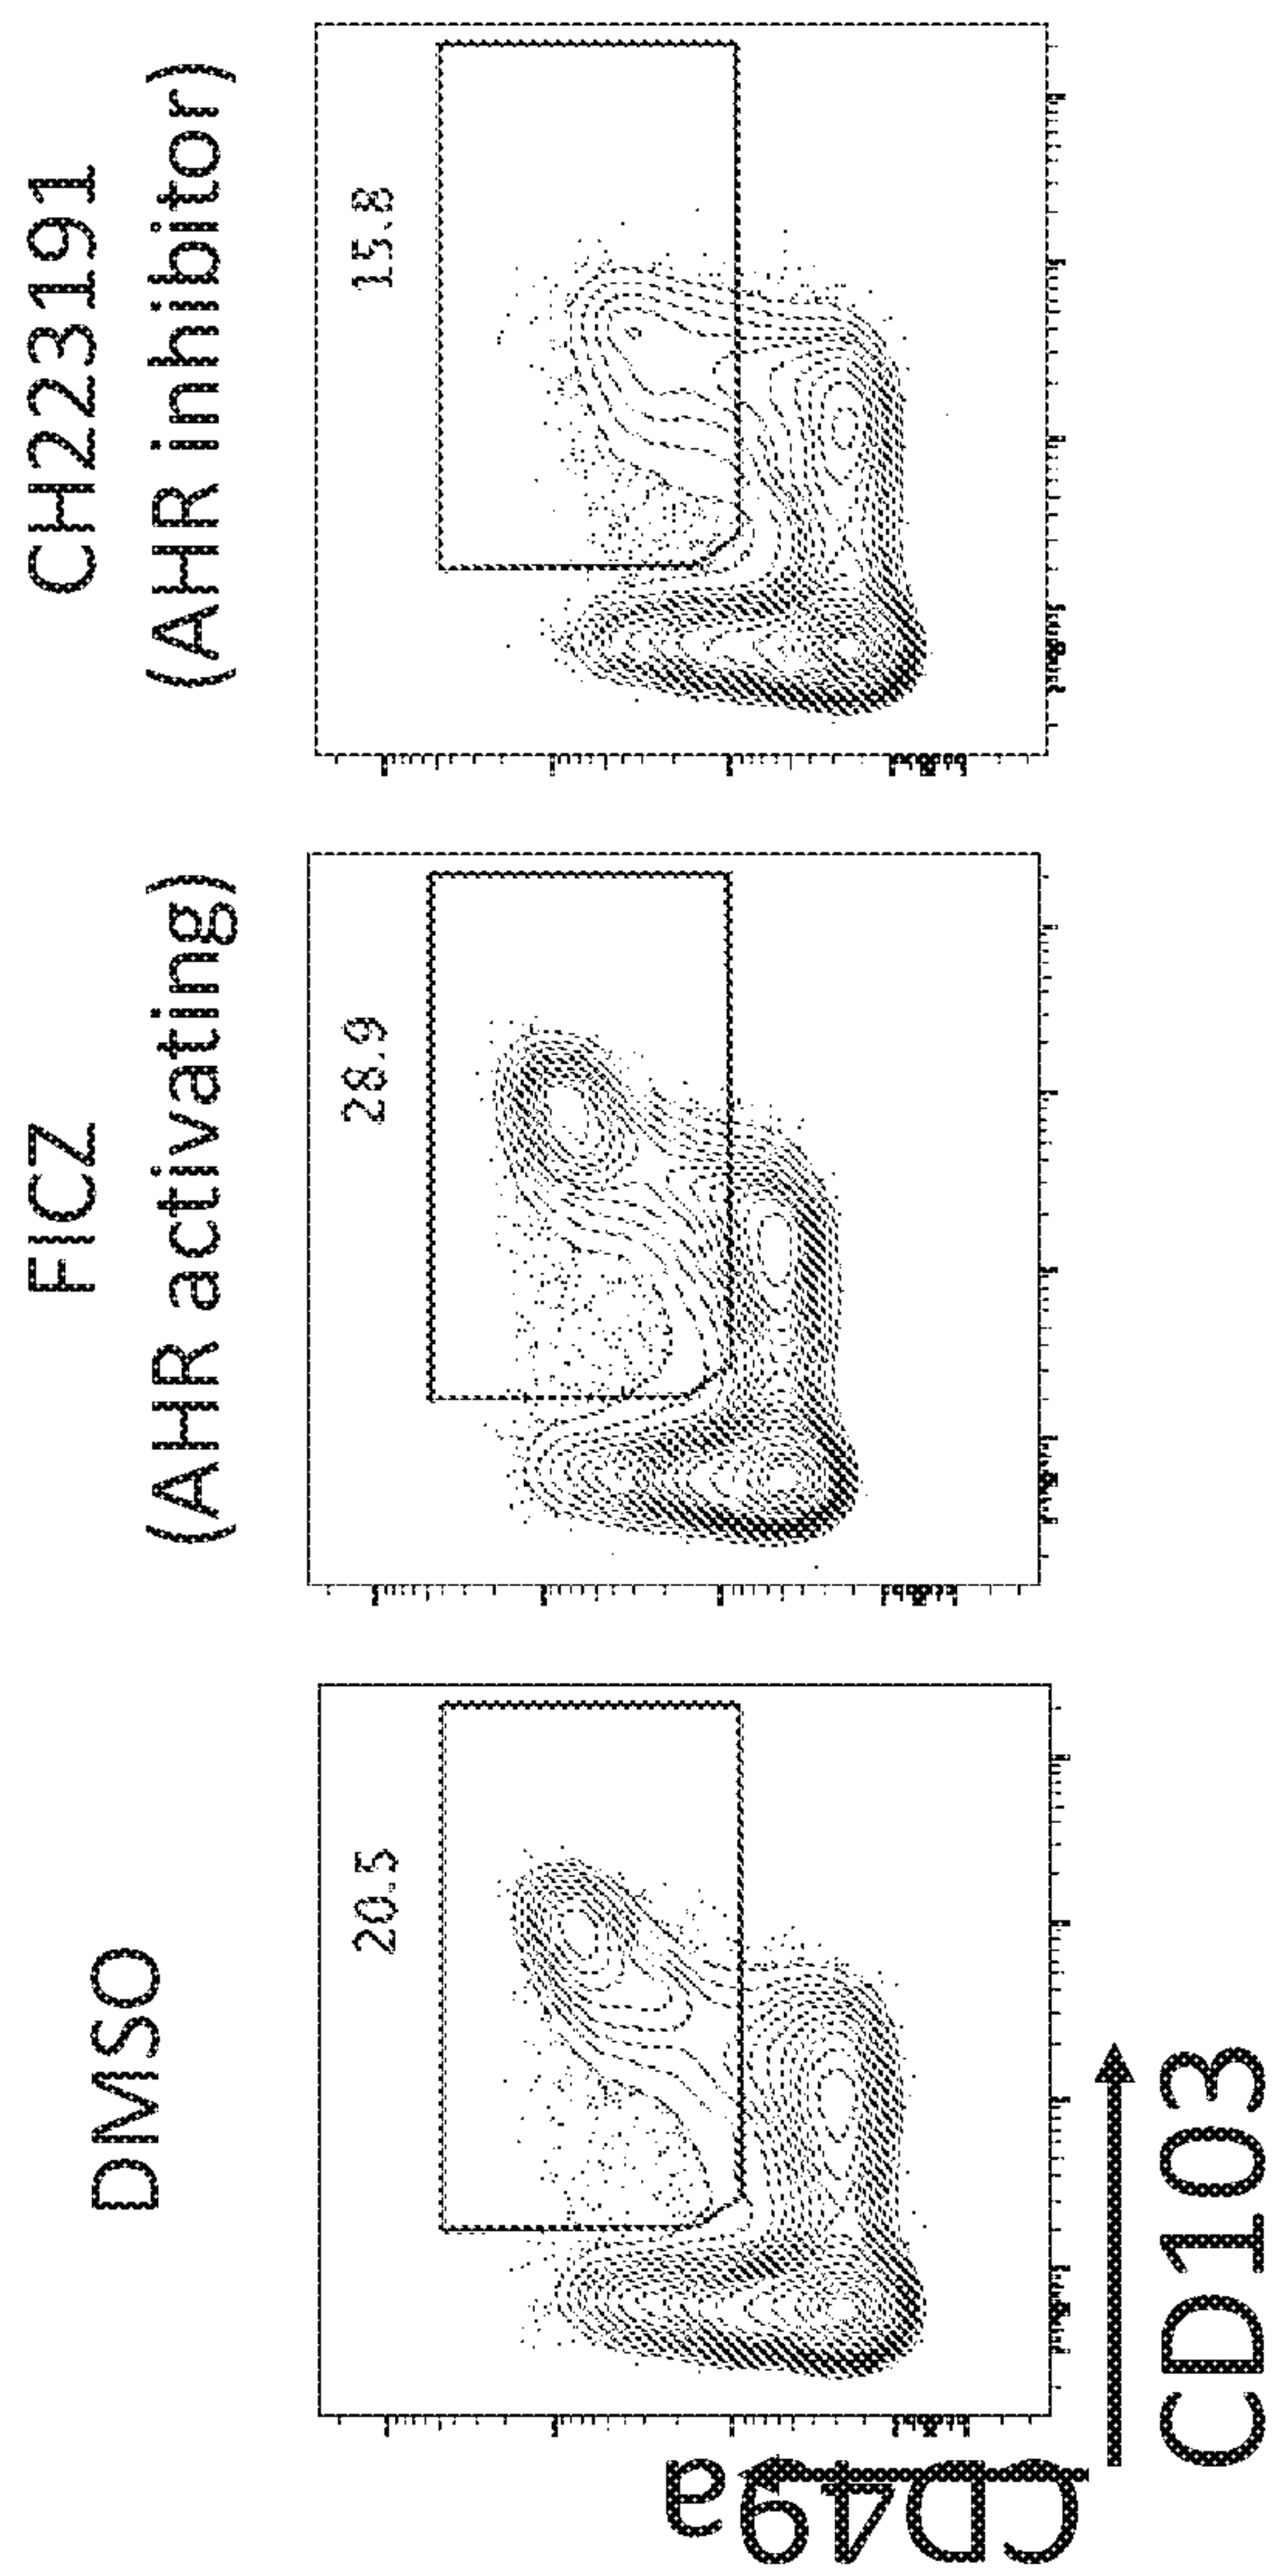 DMSO
20.5
FICZ
(AHR activating)
28.9
CH223191
(AHR inhibitor)
15.8
CD49a
CD103